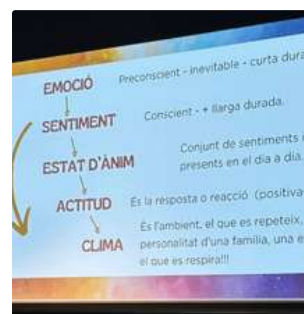 EMOCIÓ Preconscient - inevitable - curta
SENTIMENT Conscient - + llarga durada.
ESTAT D'ÀNIM Conjunt de sentiments
presents en el dia a dia.
ACTITUD És la resposta o reacció (positiva
CLIMA És l'ambient, el que es repeteix,
personalitat d'una família, una
el que es respira!!!